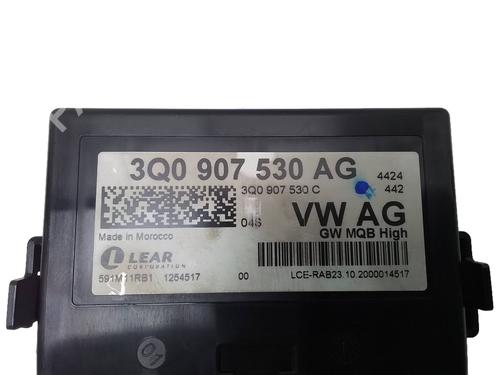 3Q0 907 530 AG 4424
3Q0 907 530 C 442
04S VW AG
GW MQB High
Made in Morocco
LEAR
CORPORATION
591M11RB1 1254517 00 LCE-RAB23.10.2000014517